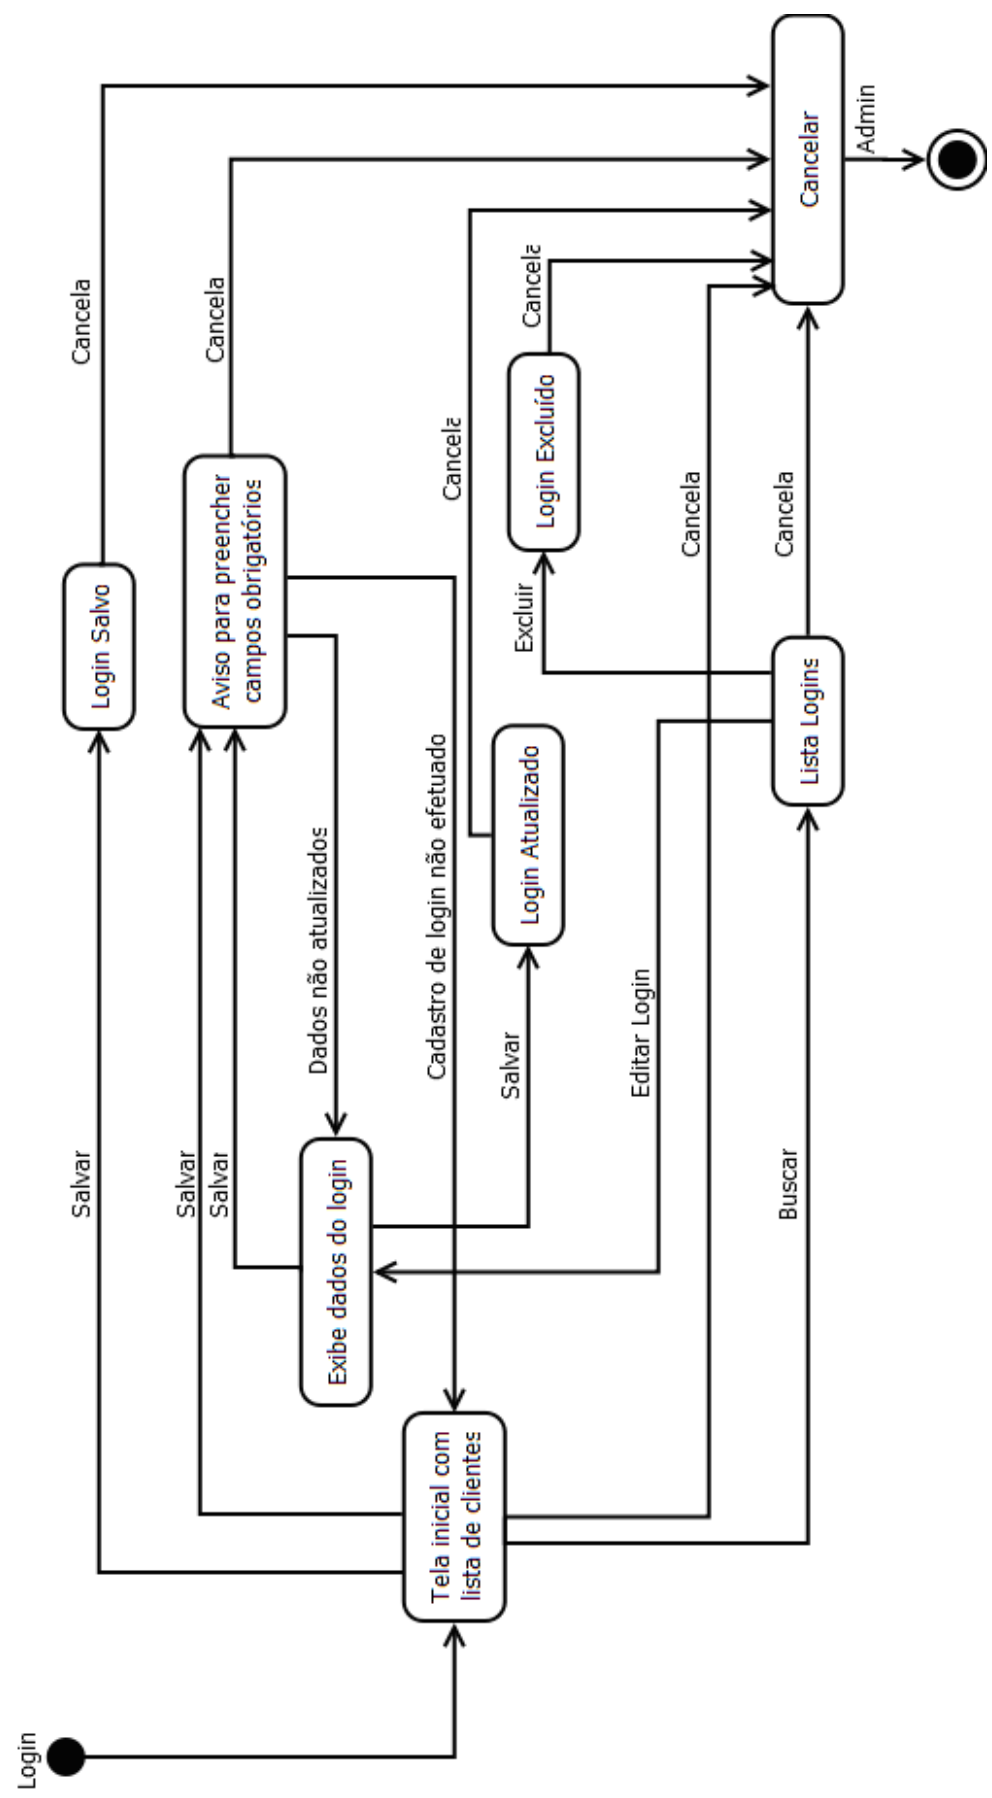 Login
Tela inicial com
lista de clientes
Salvar
Salvar
Salvar
Exibe dados do login
Dados não atualizados
Cadastro de login não efetuado
Salvar
Editar Login
Buscar
Login Salvo
Aviso para preencher
campos obrigatórios
Login Atualizado
Excluir
Login Excluído
Lista Logins
Cancela
Cancela
Cancela
Cancela
Cancela
Cancela
Cancelar
Admin